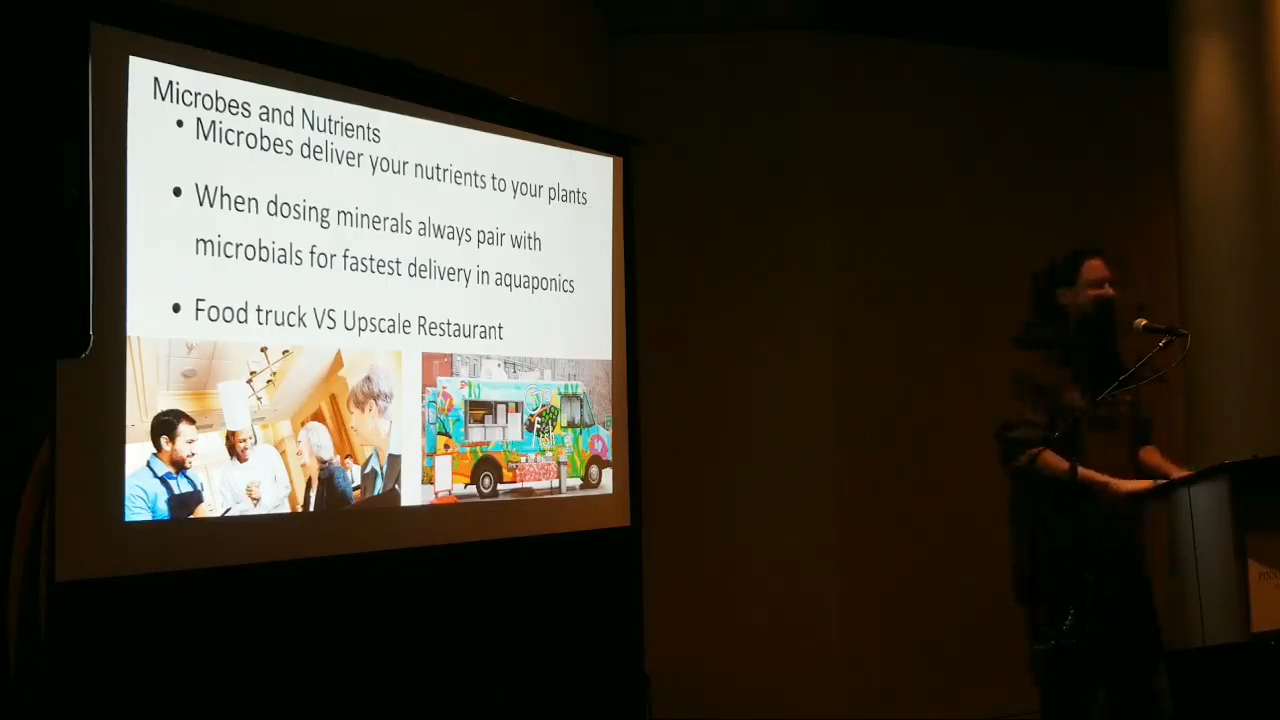 Microbes and Nutrients
• Microbes deliver your nutrients to your plants
• When dosing minerals always pair with
microbials for fastest delivery in aquaponics
• Food truck VS Upscale Restaurant